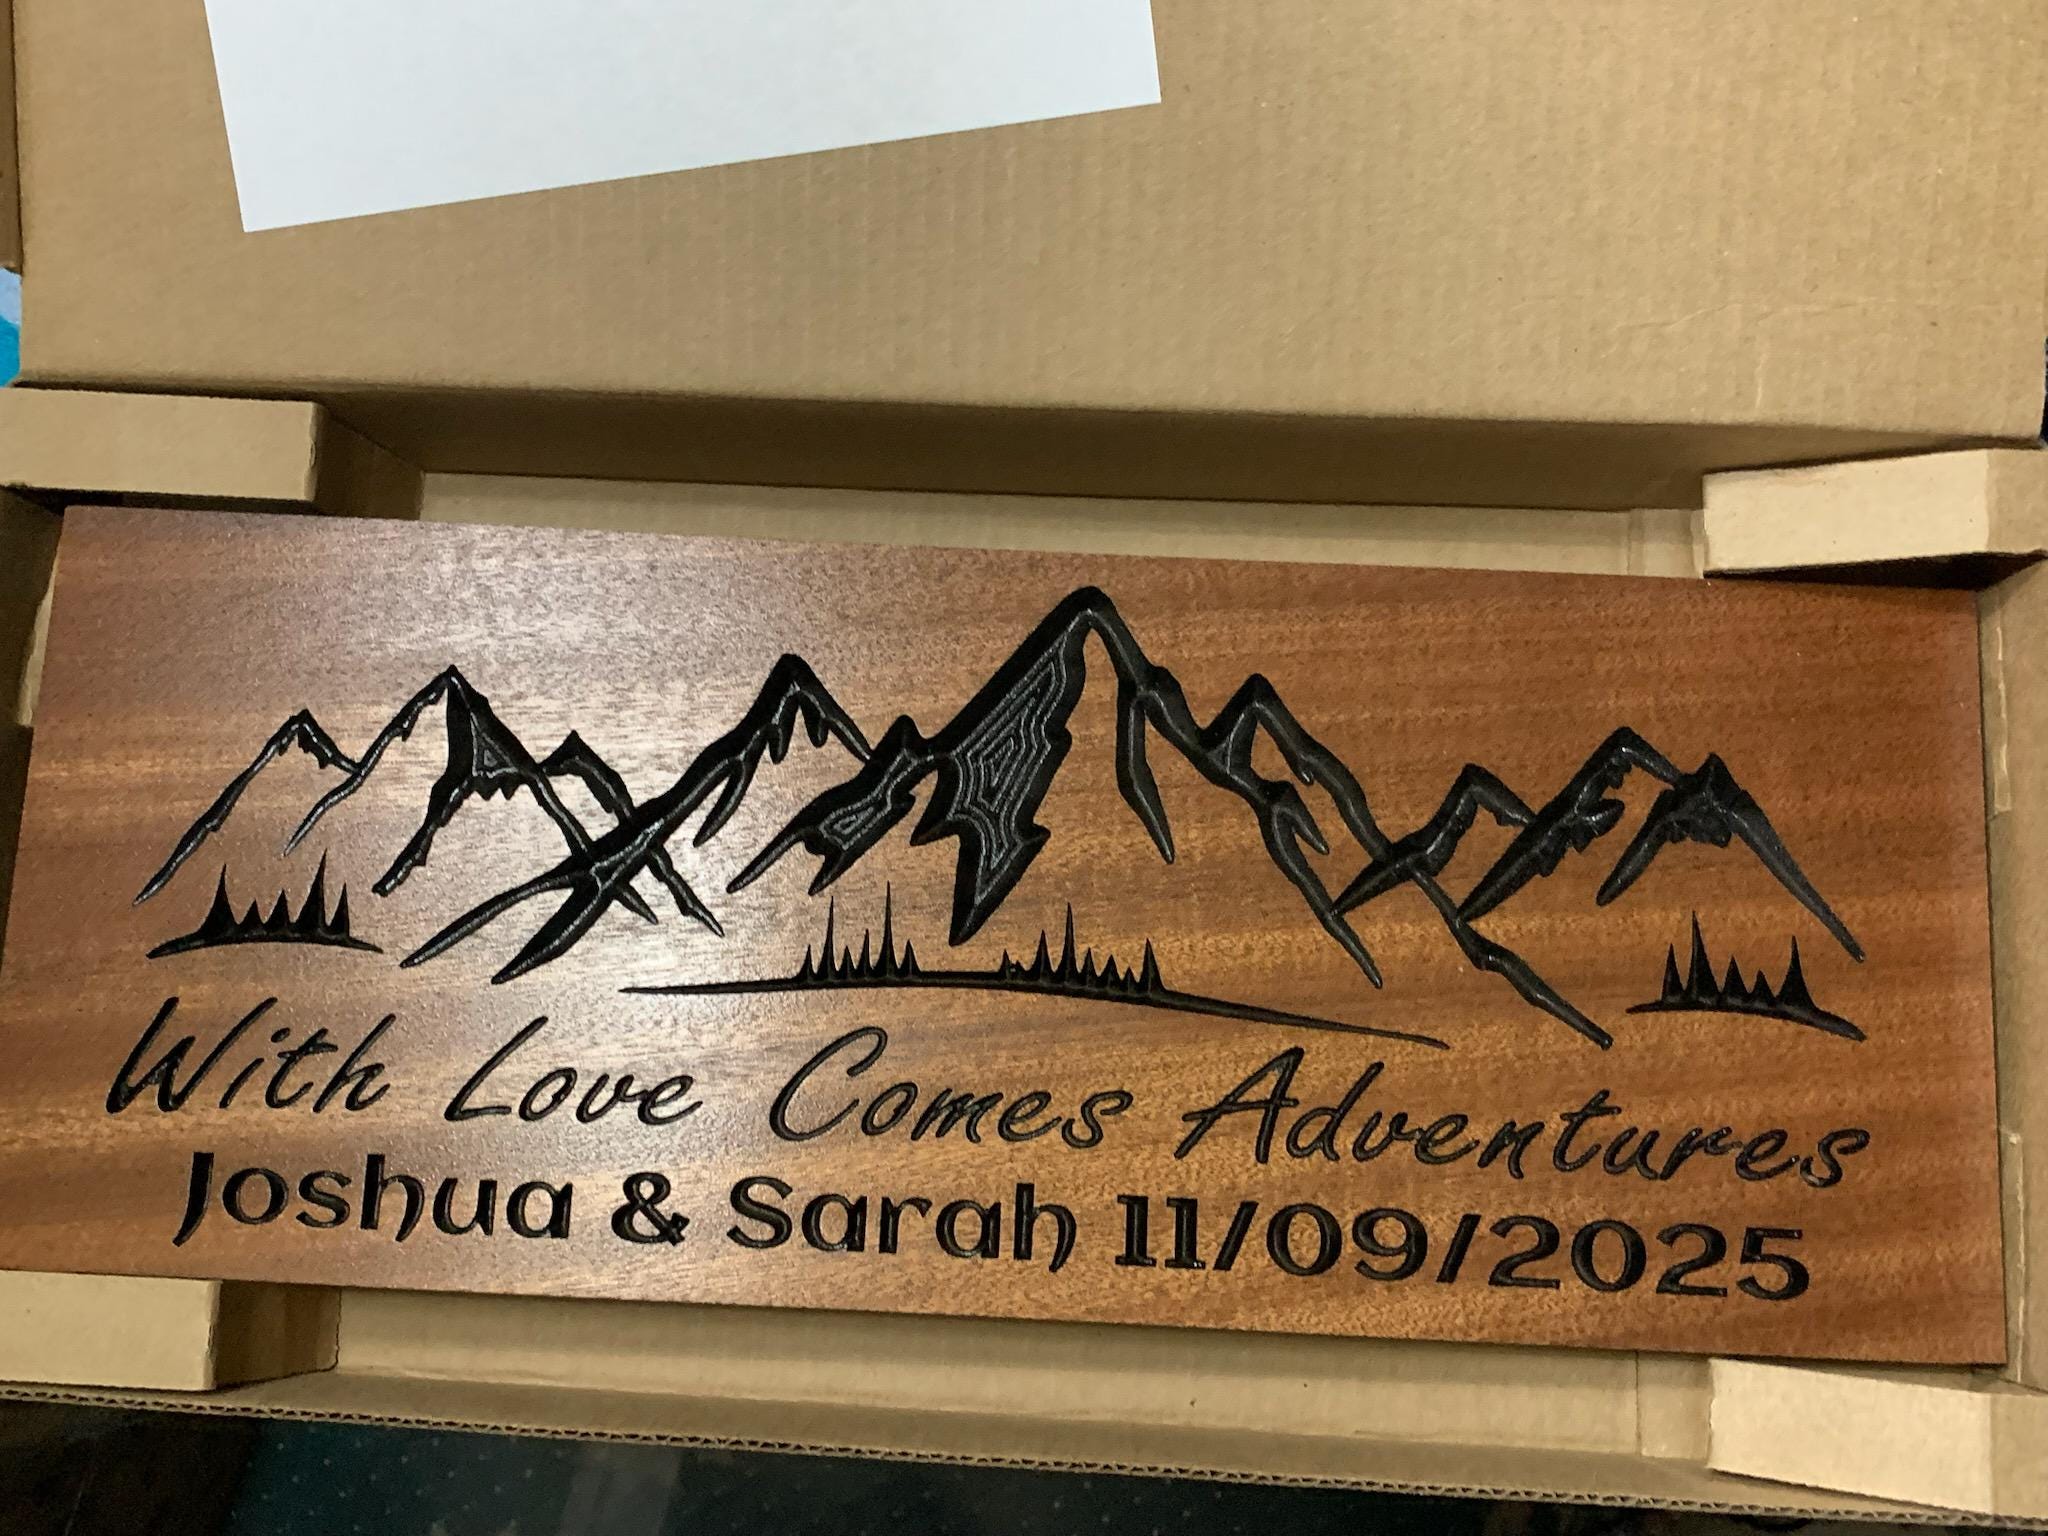 With Love Comes Adventures
Joshua & Sarah 11/09/2025